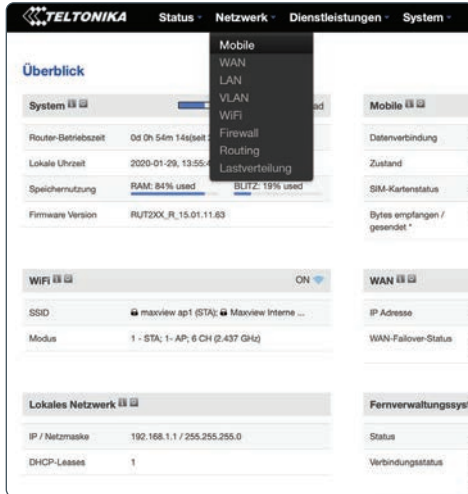 TELTONIKA Status Netzwerk Dienstleistungen System
Mobile
WAN
LAN
VLAN
WiFi
Firewall
Routing
Lastverteilung
Überblick
System
Router-Betriebszeit 0d 0h 54m 14s(seit
Lokale Uhrzeit 2020-01-29, 13:55:4
Speichernutzung RAM: 84% used BLITZ: 19% used
Firmware Version RUT2XX_R_15.01.11.63
Mobile
Datenverbindung
Zustand
SIM-Kartenstatus
Bytes empfangen /
gesendet *
WiFi ON
SSID maxview ap1 (STA); Maxview Interne ...
Modus 1 - STA; 1- AP; 6 CH (2.437 GHz)
WAN
IP Adresse
WAN-Failover-Status
Lokales Netzwerk
IP / Netzmaske 192.168.1.1 / 255.255.255.0
DHCP-Leases 1
Fernverwaltungssyst
Status
Verbindungsstatus